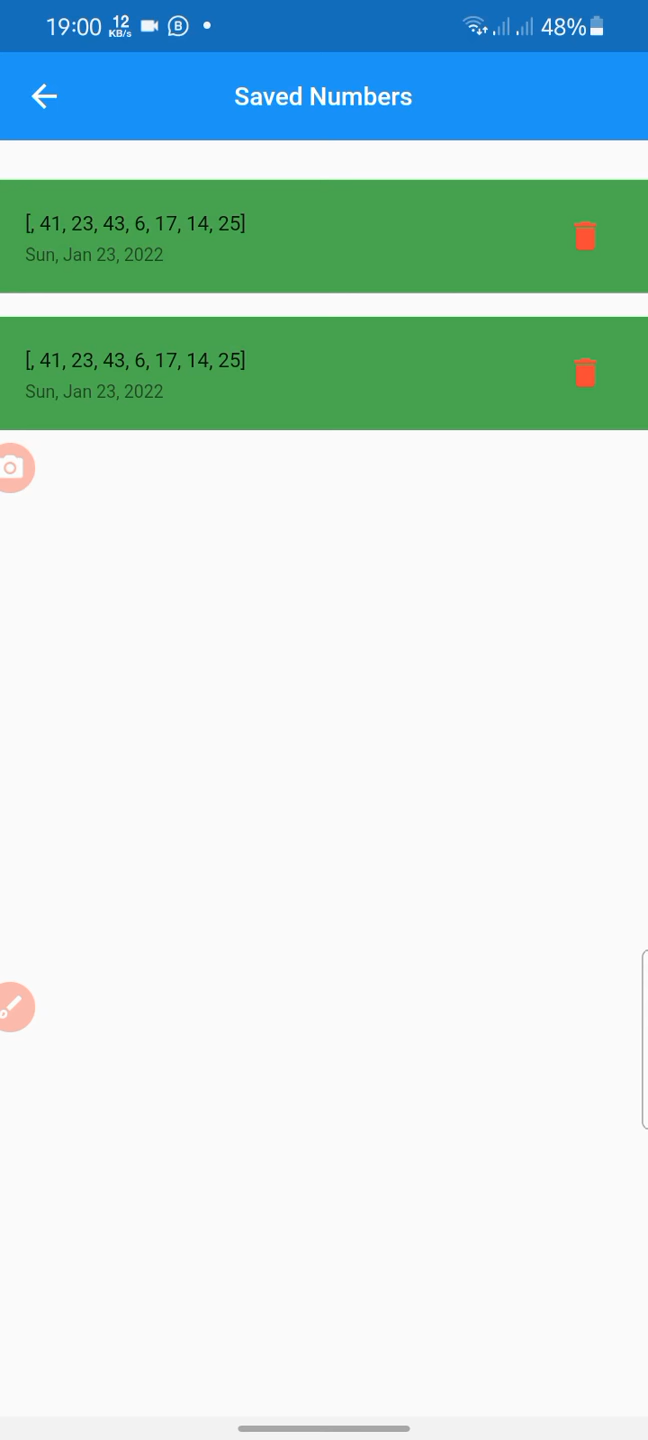 19:00 12 KB/s B 48%
Saved Numbers
[, 41, 23, 43, 6, 17, 14, 25]
Sun, Jan 23, 2022
[, 41, 23, 43, 6, 17, 14, 25]
Sun, Jan 23, 2022